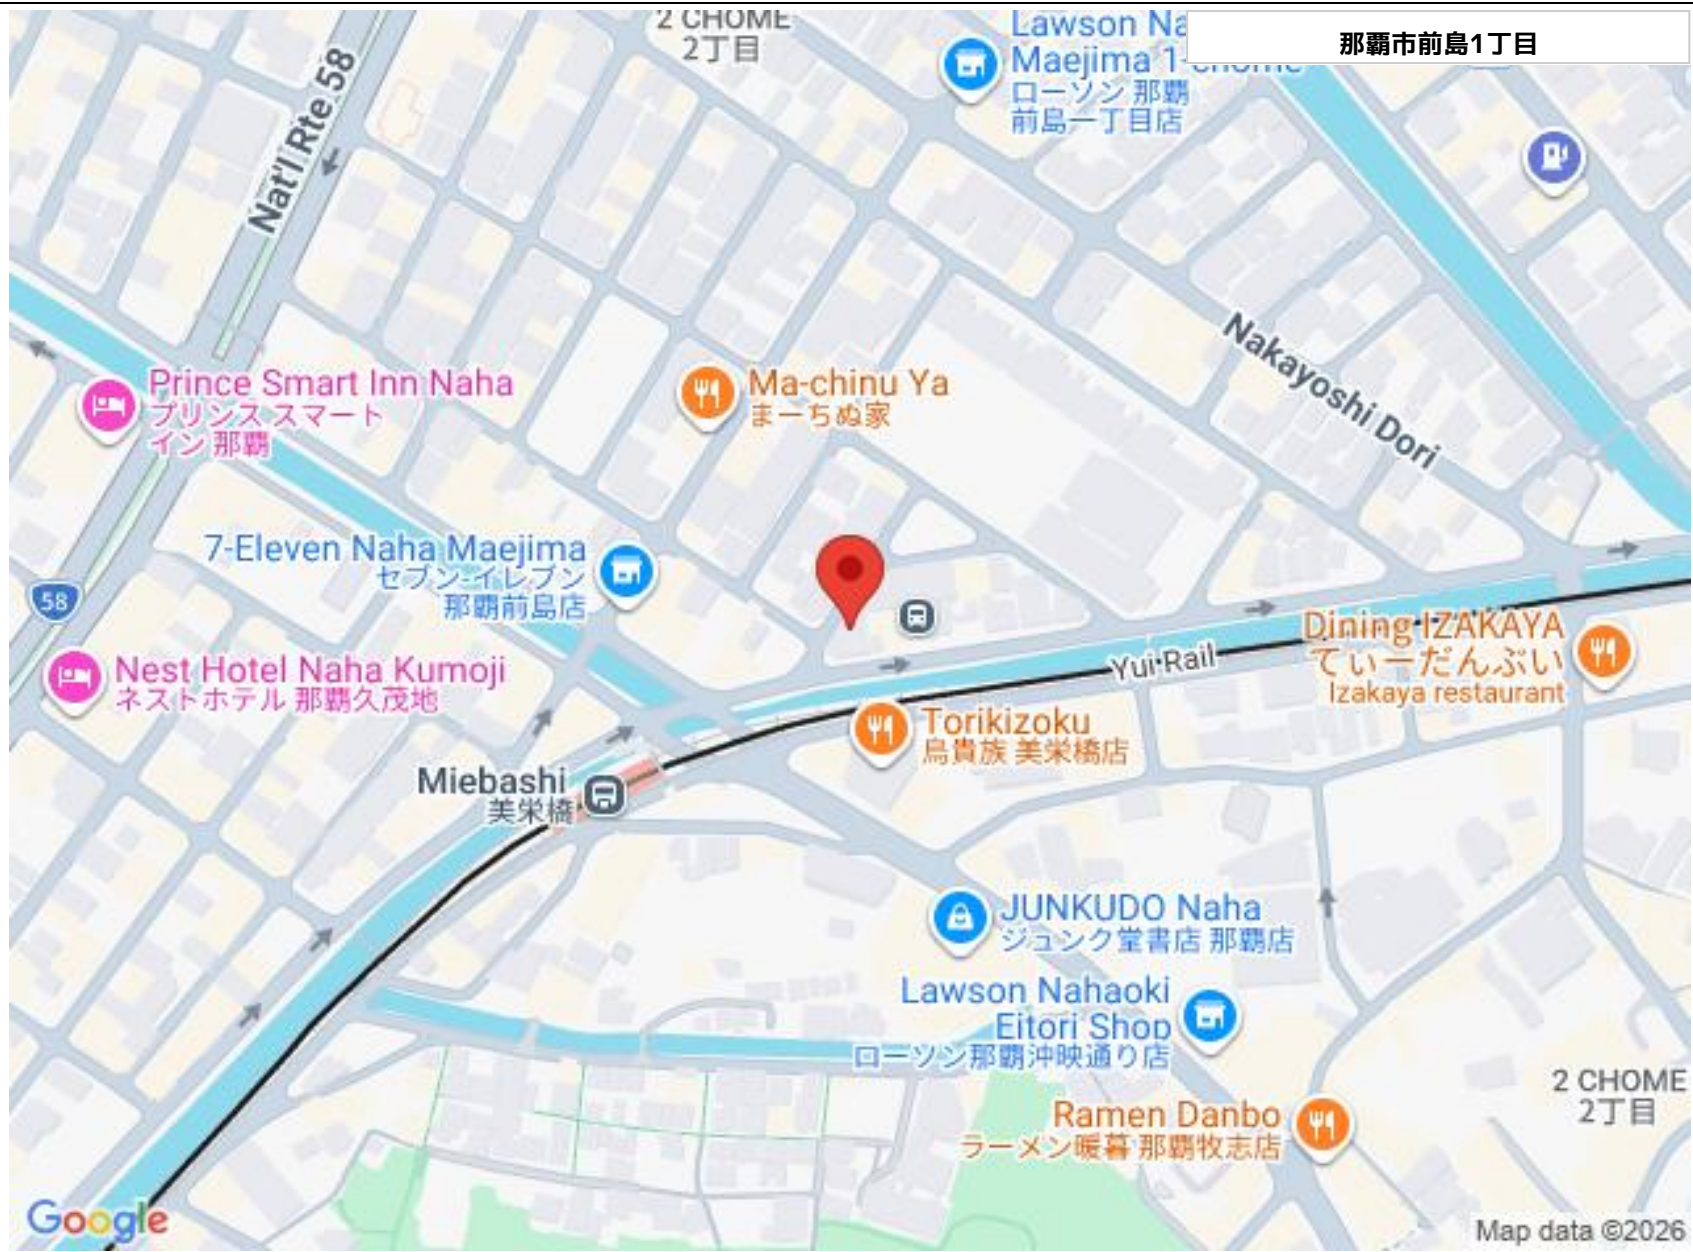 2 CHOME
2丁目
Lawson Na
Maejima 1-chome
ローソン 那覇
前島一丁目店
那覇市前島1丁目
Nat'l Rte 58
Nakayoshi Dori
Prince Smart Inn Naha
プリンス スマート
イン 那覇
Ma-chinu Ya
まーちぬ家
7-Eleven Naha Maejima
セブン-イレブン
那覇前島店
58
Nest Hotel Naha Kumoji
ネストホテル 那覇久茂地
Dining IZAKAYA
てぃーだんぶい
Izakaya restaurant
Yui Rail
Torikizoku
鳥貴族 美栄橋店
Miebashi
美栄橋
JUNKUDO Naha
ジュンク堂書店 那覇店
Lawson Nahaoki
Eitori Shop
ローソン那覇沖映通り店
2 CHOME
2丁目
Ramen Danbo
ラーメン暖暮 那覇牧志店
Google
Map data ©2026